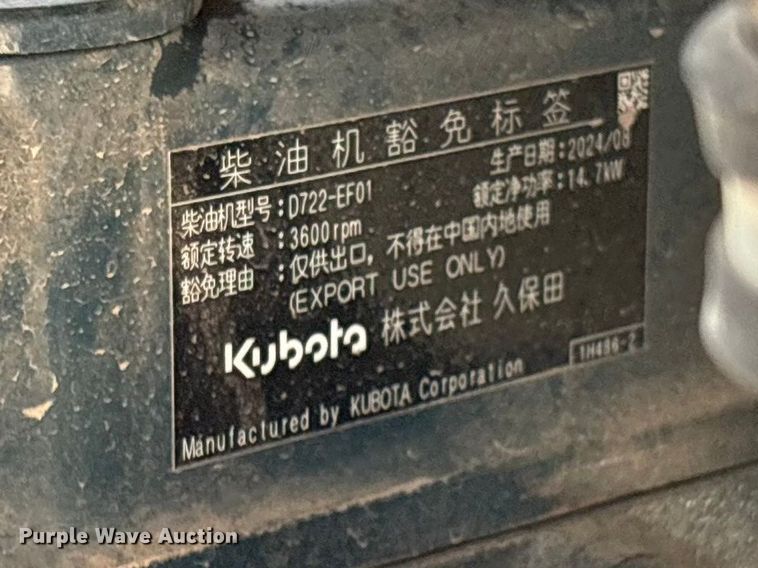 柴油机豁免标签
柴油机型号:D722-EF01 生产日期:2024/08
额定转速:3600rpm 额定净功率:14.7kW
豁免理由:仅供出口，不得在中国内地使用
(EXPORT USE ONLY)
Kubota 株式会社 久保田
1H486-2
Manufactured by KUBOTA Corporation
Purple Wave Auction